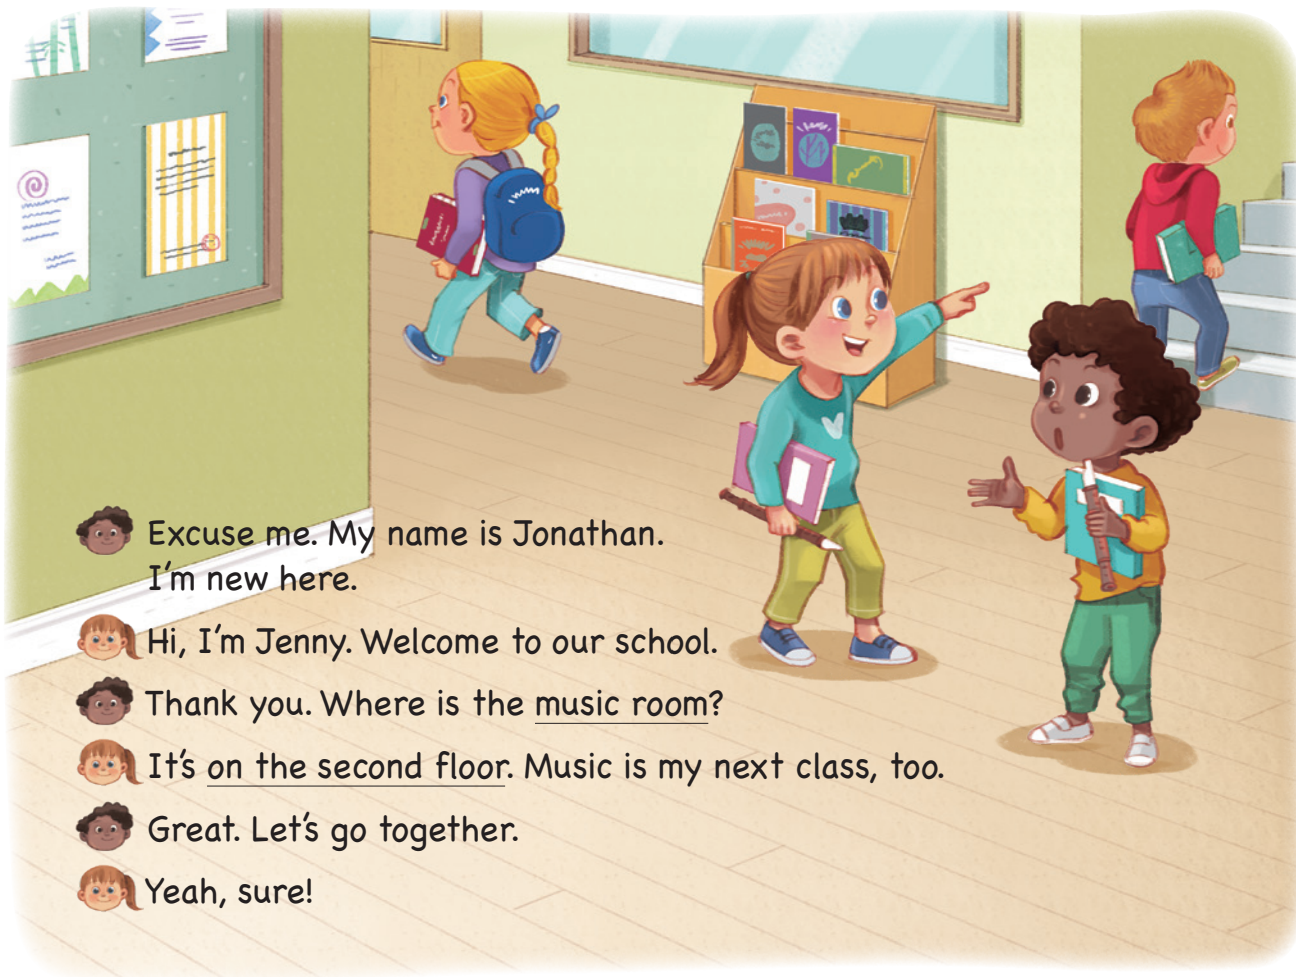 Excuse me. My name is Jonathan.
I'm new here.
Hi, I'm Jenny. Welcome to our school.
Thank you. Where is the music room?
It's on the second floor. Music is my next class, too.
Great. Let's go together.
Yeah, sure!